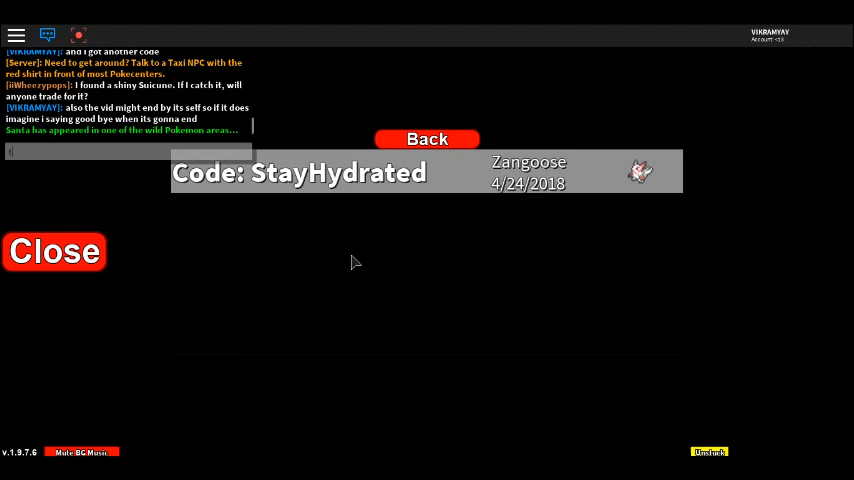 VIKRAMYAY
Account: <13
[VIKRAMYAY]: and I got another code
[Server]: Need to get around? Talk to a Taxi NPC with the
red shirt in front of most Pokecenters.
[iiWheezypops]: I found a shiny Suicune. If I catch it, will
anyone trade for it?
[VIKRAMYAY]: also the vid might end by its self so if it does
imagine i saying good bye when its gonna end
Santa has appeared in one of the wild Pokemon areas...
Back
Code: StayHydrated
Zangoose
4/24/2018
Close
v.1.9.7.6
Mute BG Music
Unstuck